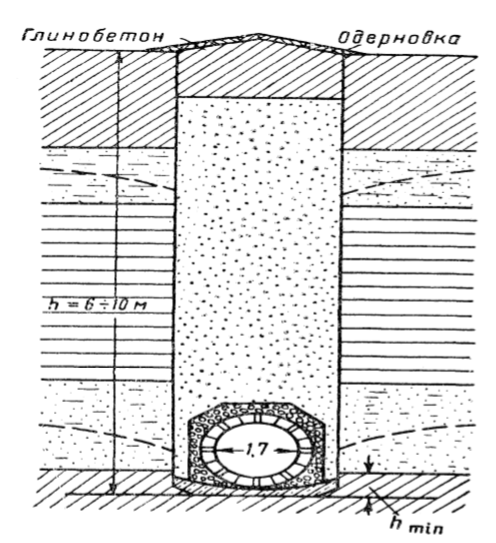 Глинобетон
Одерновка
h = 6÷10 м
1,7
h min